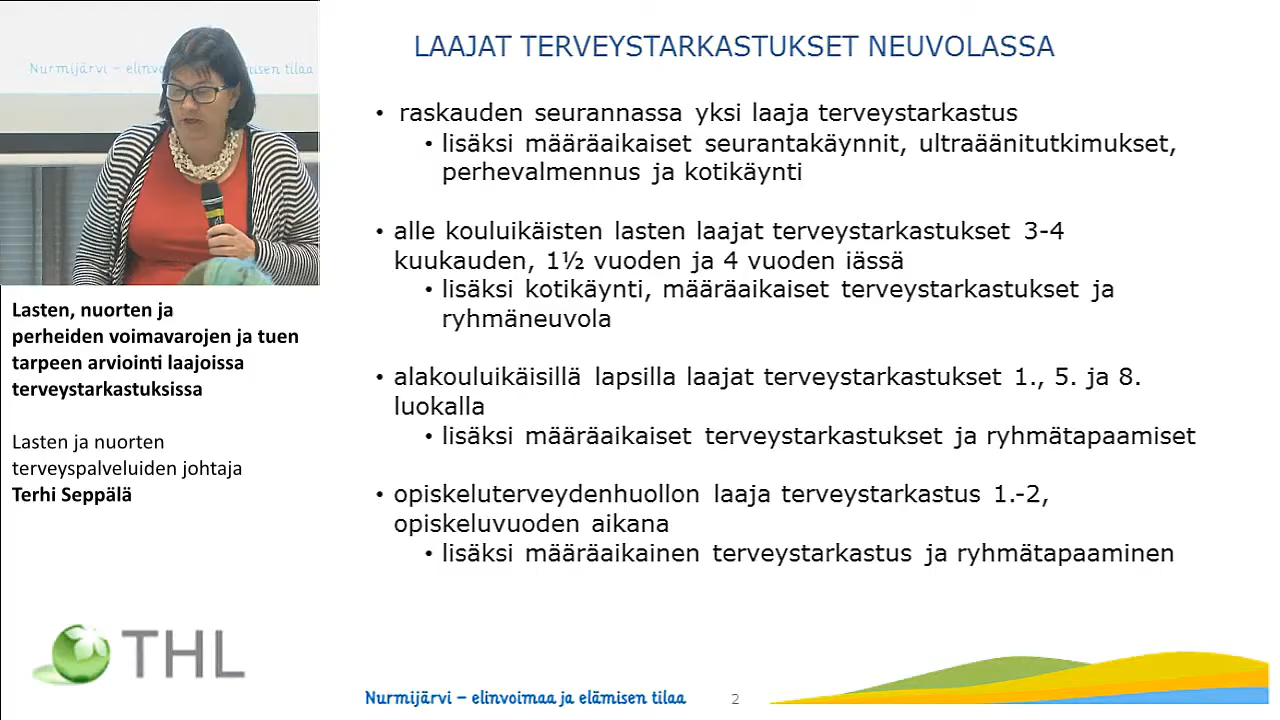 Nurmijärvi – elinvo
misen tilaa
Lasten, nuorten ja
perheiden voimavarojen ja tuen
tarpeen arviointi laajoissa
terveystarkastuksissa
Lasten ja nuorten
terveyspalveluiden johtaja
Terhi Seppälä
THL
LAAJAT TERVEYSTARKASTUKSET NEUVOLASSA
• raskauden seurannassa yksi laaja terveystarkastus
• lisäksi määräaikaiset seurantakäynnit, ultraäänitutkimukset,
perhevalmennus ja kotikäynti
• alle kouluikäisten lasten laajat terveystarkastukset 3-4
kuukauden, 1½ vuoden ja 4 vuoden iässä
• lisäksi kotikäynti, määräaikaiset terveystarkastukset ja
ryhmäneuvola
• alakouluikäisillä lapsilla laajat terveystarkastukset 1., 5. ja 8.
luokalla
• lisäksi määräaikaiset terveystarkastukset ja ryhmätapaamiset
• opiskeluterveydenhuollon laaja terveystarkastus 1.-2,
opiskeluvuoden aikana
• lisäksi määräaikainen terveystarkastus ja ryhmätapaaminen
Nurmijärvi – elinvoimaa ja elämisen tilaa
2